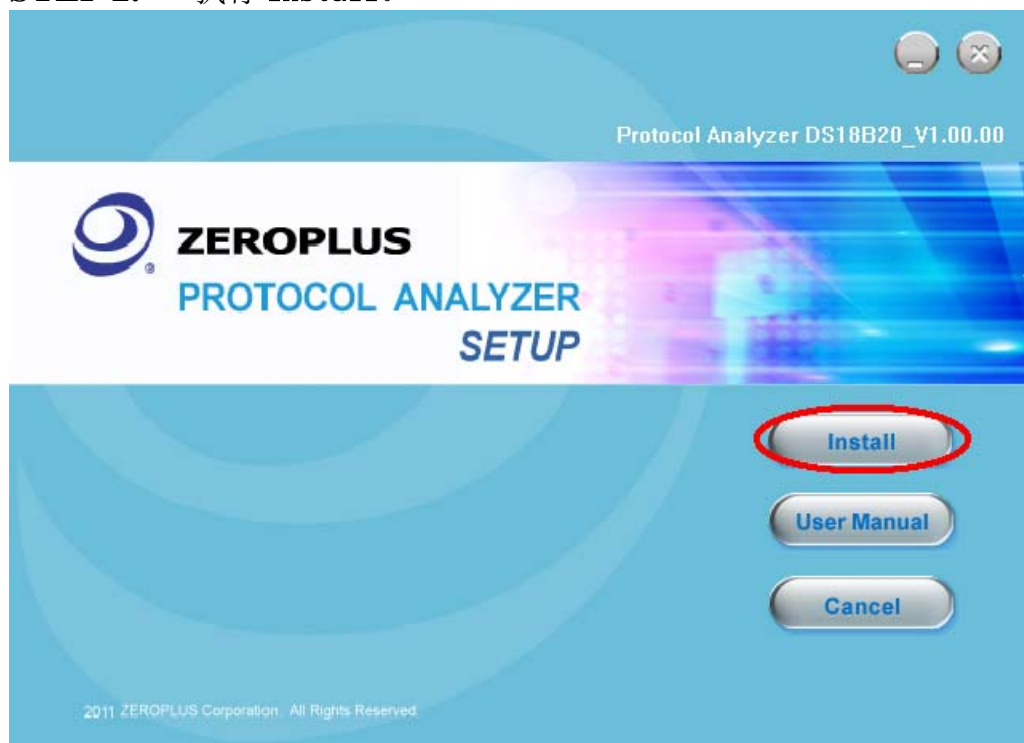 Protocol Analyzer DS18B20_V1.00.00
ZEROPLUS
PROTOCOL ANALYZER
SETUP
Install
User Manual
Cancel
2011 ZEROPLUS Corporation. All Rights Reserved.